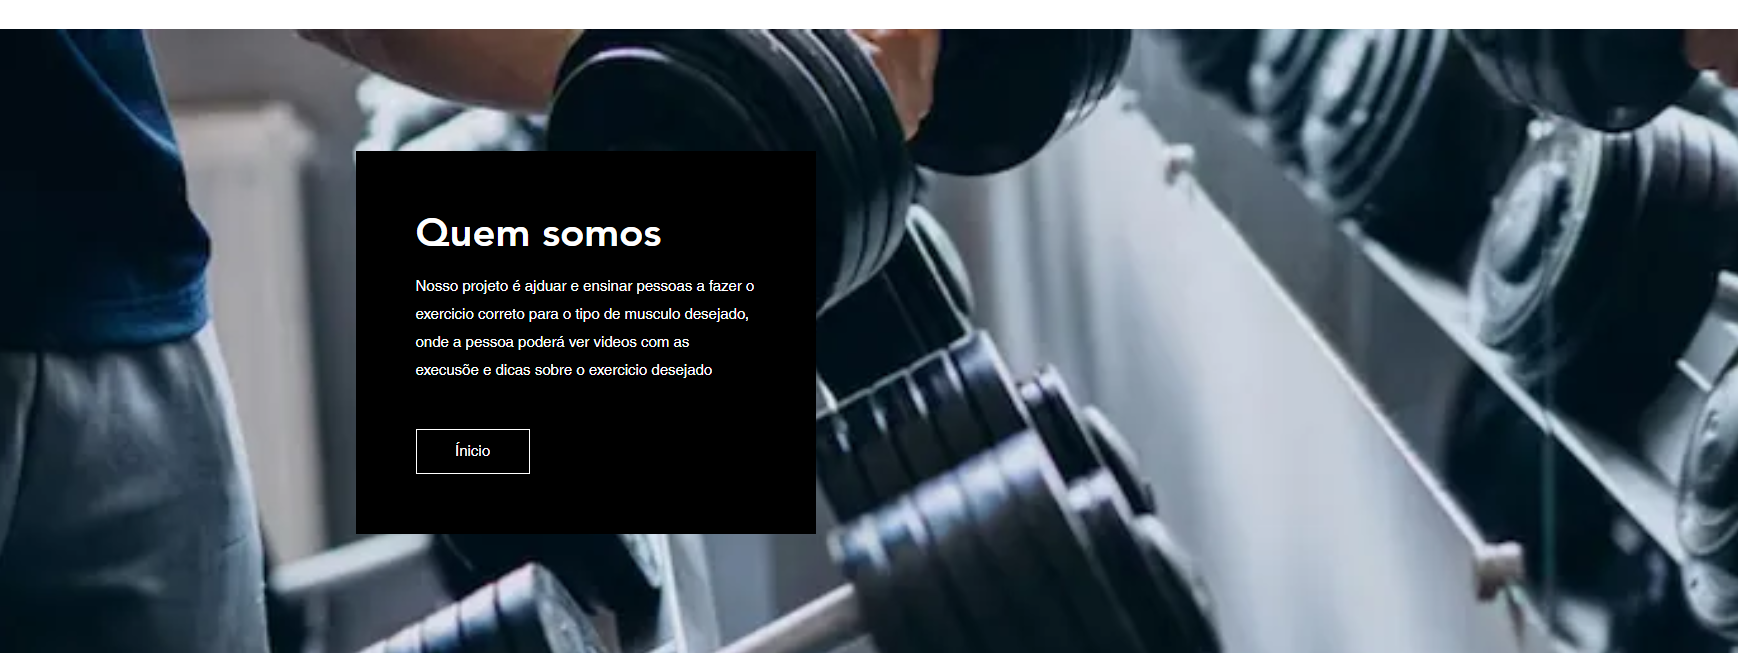 Quem somos
Nosso projeto é ajduar e ensinar pessoas a fazer o
exercicio correto para o tipo de musculo desejado,
onde a pessoa poderá ver videos com as
execusõe e dicas sobre o exercicio desejado
Ínicio